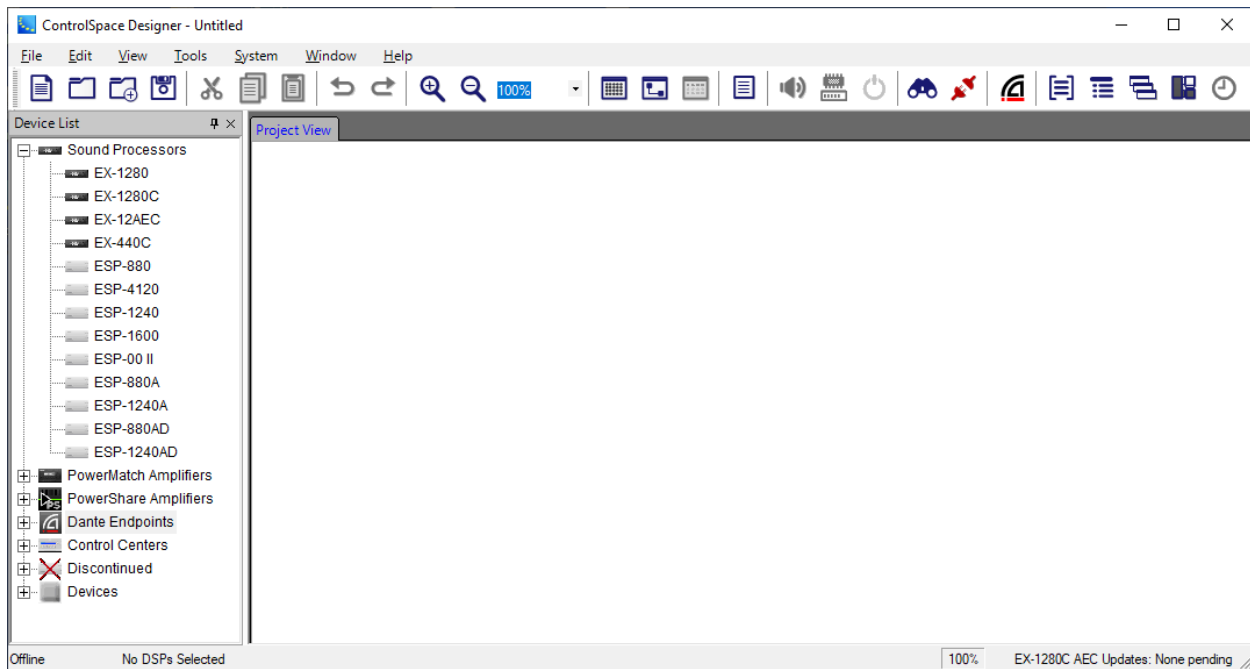 ControlSpace Designer - Untitled
File Edit View Tools System Window Help
100%
Device List
Project View
Sound Processors
EX-1280
EX-1280C
EX-12AEC
EX-440C
ESP-880
ESP-4120
ESP-1240
ESP-1600
ESP-00 II
ESP-880A
ESP-1240A
ESP-880AD
ESP-1240AD
PowerMatch Amplifiers
PowerShare Amplifiers
Dante Endpoints
Control Centers
Discontinued
Devices
Offline No DSPs Selected 100% EX-1280C AEC Updates: None pending